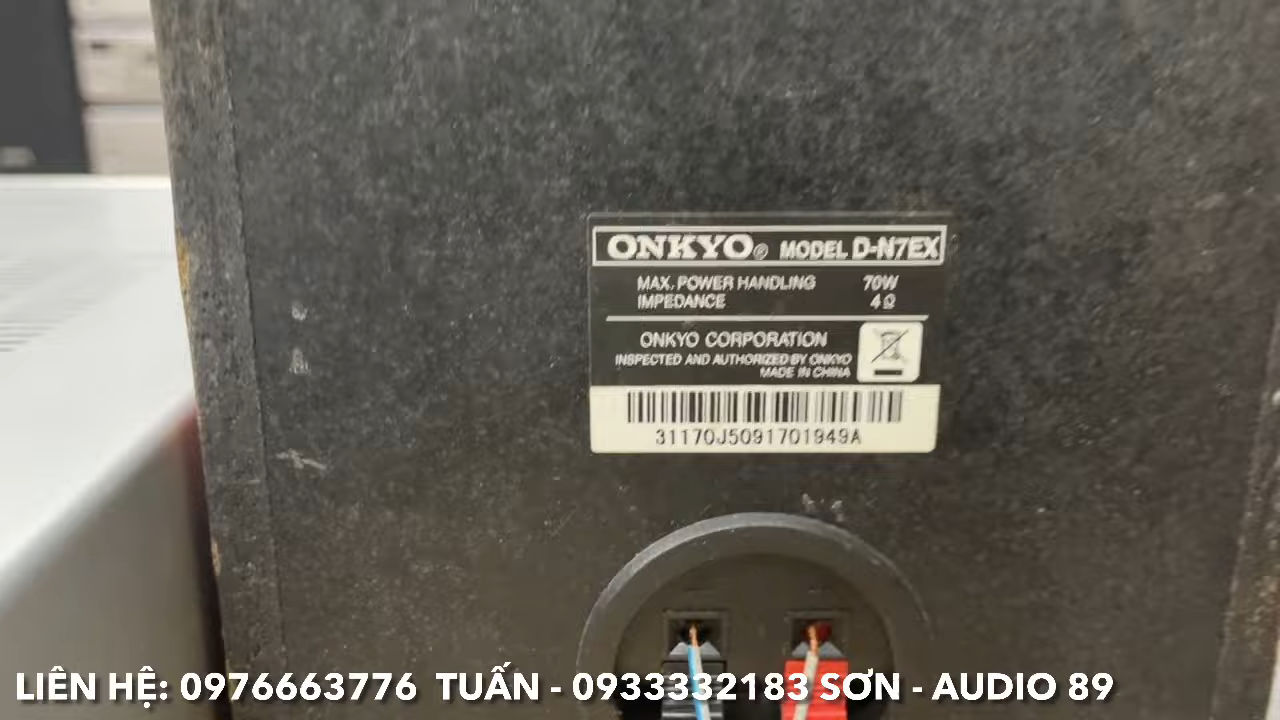 ONKYO® MODEL D-N7EX
MAX. POWER HANDLING 70W
IMPEDANCE 4Ω
ONKYO CORPORATION
INSPECTED AND AUTHORIZED BY ONKYO
MADE IN CHINA
31170J5091701949A
LIÊN HỆ: 0976663776 TUẤN - 0933332183 SƠN - AUDIO 89